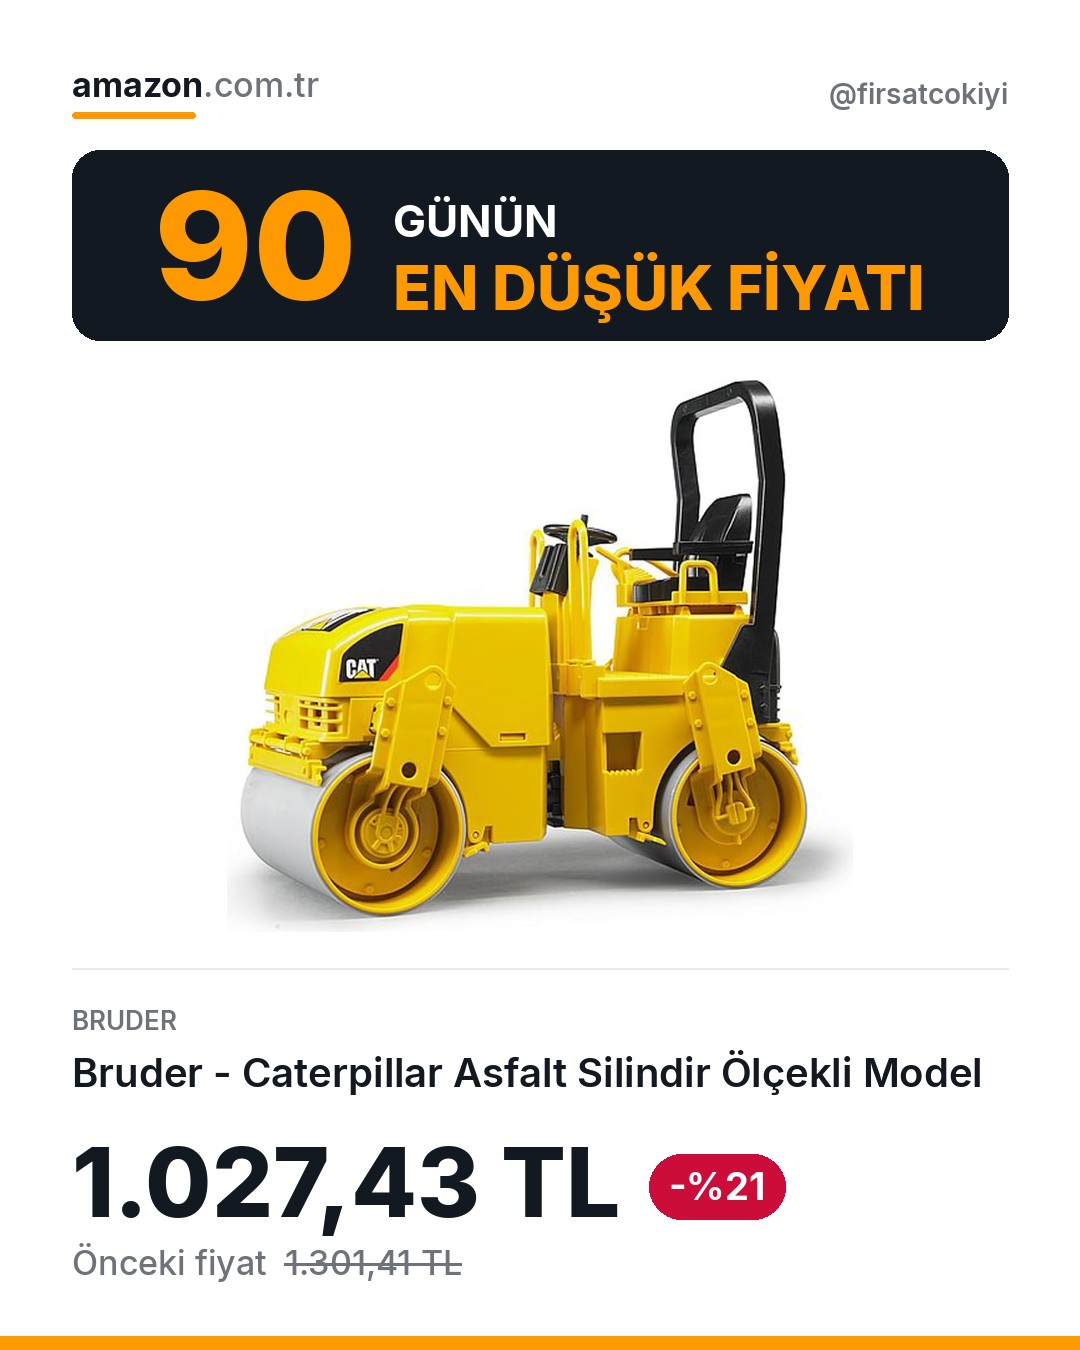 amazon.com.tr
@firsatcokiyi
90 GÜNÜN
EN DÜŞÜK FİYATI
CAT
BRUDER
Bruder - Caterpillar Asfalt Silindir Ölçekli Model
1.027,43 TL -%21
Önceki fiyat 1.301,41 TL